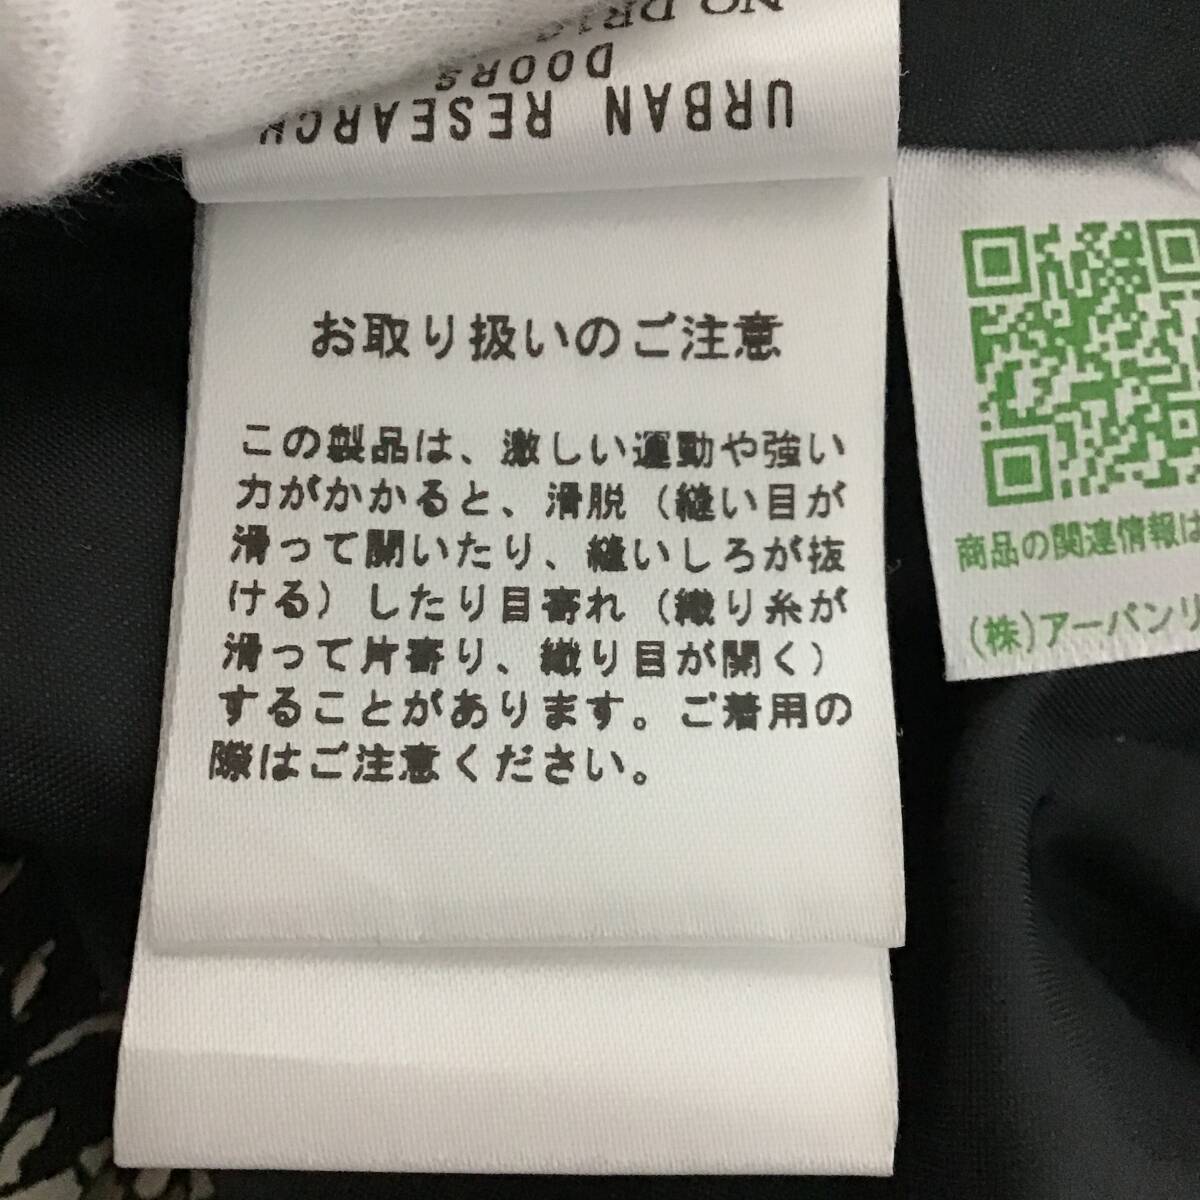 URBAN RESEARCH
DOORS
お取り扱いのご注意
この製品は、激しい運動や強い
力がかかると、滑脱（縫い目が
滑って開いたり、縫いしろが抜
ける）したり目寄れ（織り糸が
滑って片寄り、織り目が開く）
することがあります。ご着用の
際はご注意ください。
商品の関連情報は
(株)アーバンリ